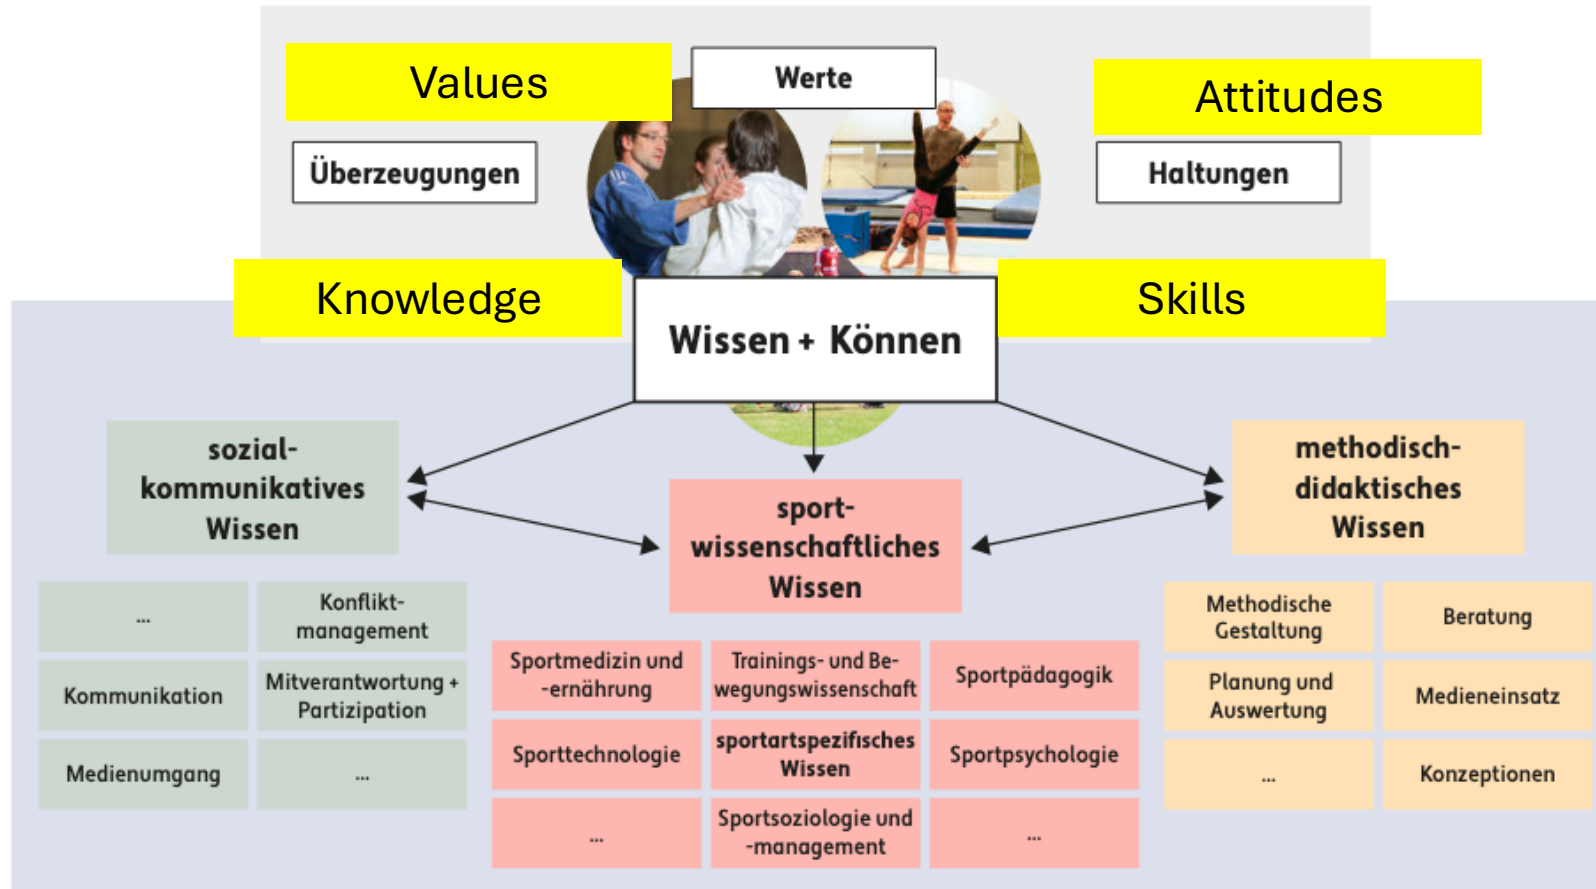 Values
Werte
Attitudes
Überzeugungen
Haltungen
Knowledge
Skills
Wissen + Können
sozial-
kommunikatives
Wissen
sport-
wissenschaftliches
Wissen
methodisch-
didaktisches
Wissen
...
Konflikt-
management
Kommunikation
Mitverantwortung +
Partizipation
Medienumgang
...
Sportmedizin und
-ernährung
Trainings- und Be-
wegungswissenschaft
Sportpädagogik
Sporttechnologie
sportartspezifisches
Wissen
Sportpsychologie
...
Sportsoziologie und
-management
...
Methodische
Gestaltung
Beratung
Planung und
Auswertung
Medieneinsatz
...
Konzeptionen